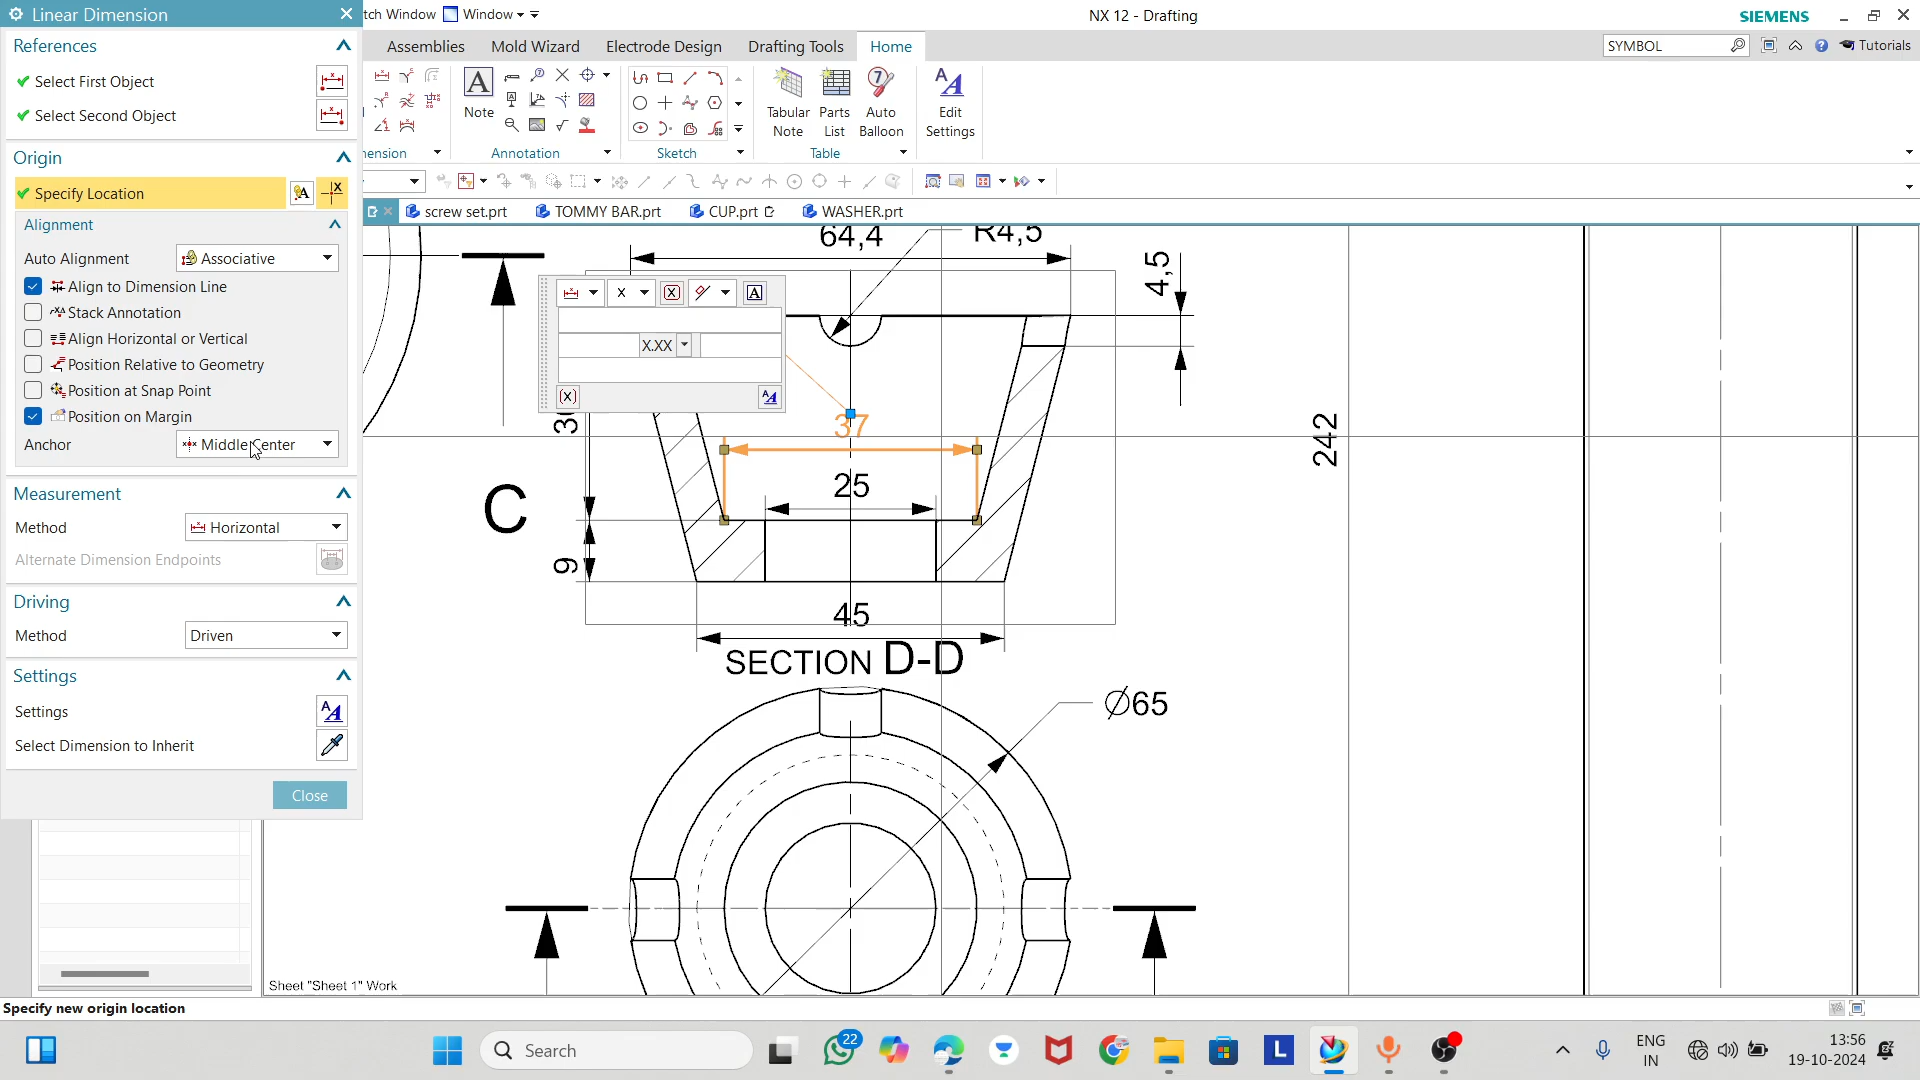 Linear Dimension
tch Window
Window
NX 12 - Drafting
SIEMENS
References
Assemblies
Mold Wizard
Electrode Design
Drafting Tools
Home
SYMBOL
Tutorials
Select First Object
Select Second Object
Note
Tabular Note
Parts List
Auto Balloon
Edit Settings
Origin
nension
Annotation
Sketch
Table
Specify Location
screw set.prt
TOMMY BAR.prt
CUP.prt
WASHER.prt
Alignment
Auto Alignment
Associative
Align to Dimension Line
Stack Annotation
Align Horizontal or Vertical
Position Relative to Geometry
Position at Snap Point
Position on Margin
Anchor
Middle Center
Measurement
Method
Horizontal
Alternate Dimension Endpoints
Driving
Method
Driven
Settings
Settings
Select Dimension to Inherit
Close
64,4
R4,5
4,5
X.XX
37
242
25
C
9
45
SECTION D-D
Ø65
Sheet "Sheet 1" Work
Specify new origin location
Search
22
ENG
IN
13:56
19-10-2024